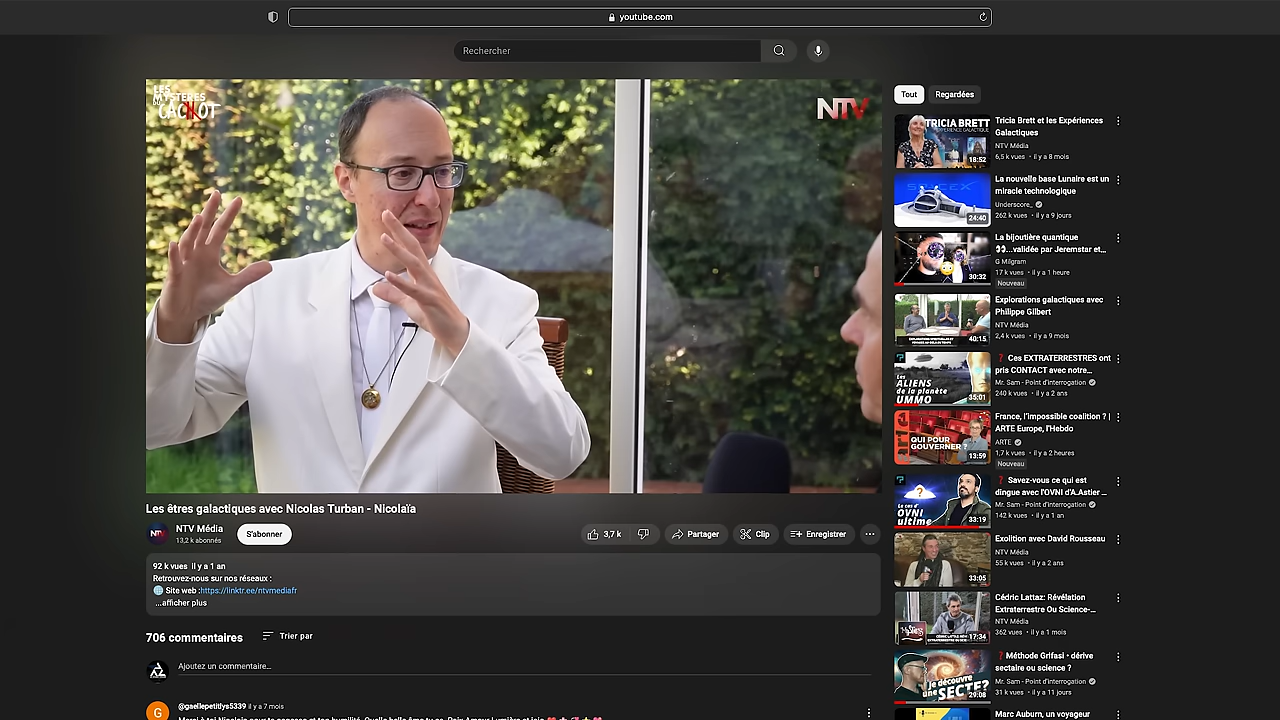 youtube.com
Rechercher
LES
MYSTÈRES
DU
CACHOT
NTV
Les êtres galactiques avec Nicolas Turban - Nicolaïa
NTV
NTV Média
13,2 k abonnés
S'abonner
3,7 k
Partager
Clip
Enregistrer
92 k vues il y a 1 an
Retrouvez-nous sur nos réseaux :
Site web :https://linktr.ee/ntvmediafr
...afficher plus
706 commentaires
Trier par
Ajoutez un commentaire...
G
@gaellepetitlys5339 il y a 7 mois
Tout
Regardées
TRICIA BRETT
EXPÉRIENCE GALACTIQUE
18:52
Tricia Brett et les Expériences
Galactiques
NTV Média
6,5 k vues • il y a 8 mois
SPACEX
24:40
La nouvelle base Lunaire est un
miracle technologique
Underscore_
262 k vues • il y a 9 jours
30:32
La bijoutière quantique
👀...validée par Jeremstar et...
G Milgram
17 k vues • il y a 1 heure
Nouveau
40:15
Explorations galactiques avec
Philippe Gilbert
NTV Média
2,4 k vues • il y a 9 mois
Les
ALIENS
de la planète
UMMO
35:01
❓ Ces EXTRATERRESTRES ont
pris CONTACT avec notre...
Mr. Sam - Point d'interrogation
240 k vues • il y a 2 ans
arte
QUI POUR
GOUVERNER ?
13:59
France, l'impossible coalition ? |
ARTE Europe, l'Hebdo
ARTE
1,7 k vues • il y a 2 heures
Nouveau
?
Le cas d'
OVNI
ultime
33:19
❓ Savez-vous ce qui est
dingue avec l'OVNI d'A.Astier ...
Mr. Sam - Point d'interrogation
142 k vues • il y a 1 an
33:05
Exolition avec David Rousseau
NTV Média
55 k vues • il y a 2 ans
17:34
Cédric Lattaz: Révélation
Extraterrestre Ou Science-...
NTV Média
362 vues • il y a 1 mois
Je découvre
une SECTE?
29:08
❓Méthode Grifasi • dérive
sectaire ou science ?
Mr. Sam - Point d'interrogation
31 k vues • il y a 11 jours
Marc Auburn, un voyageur